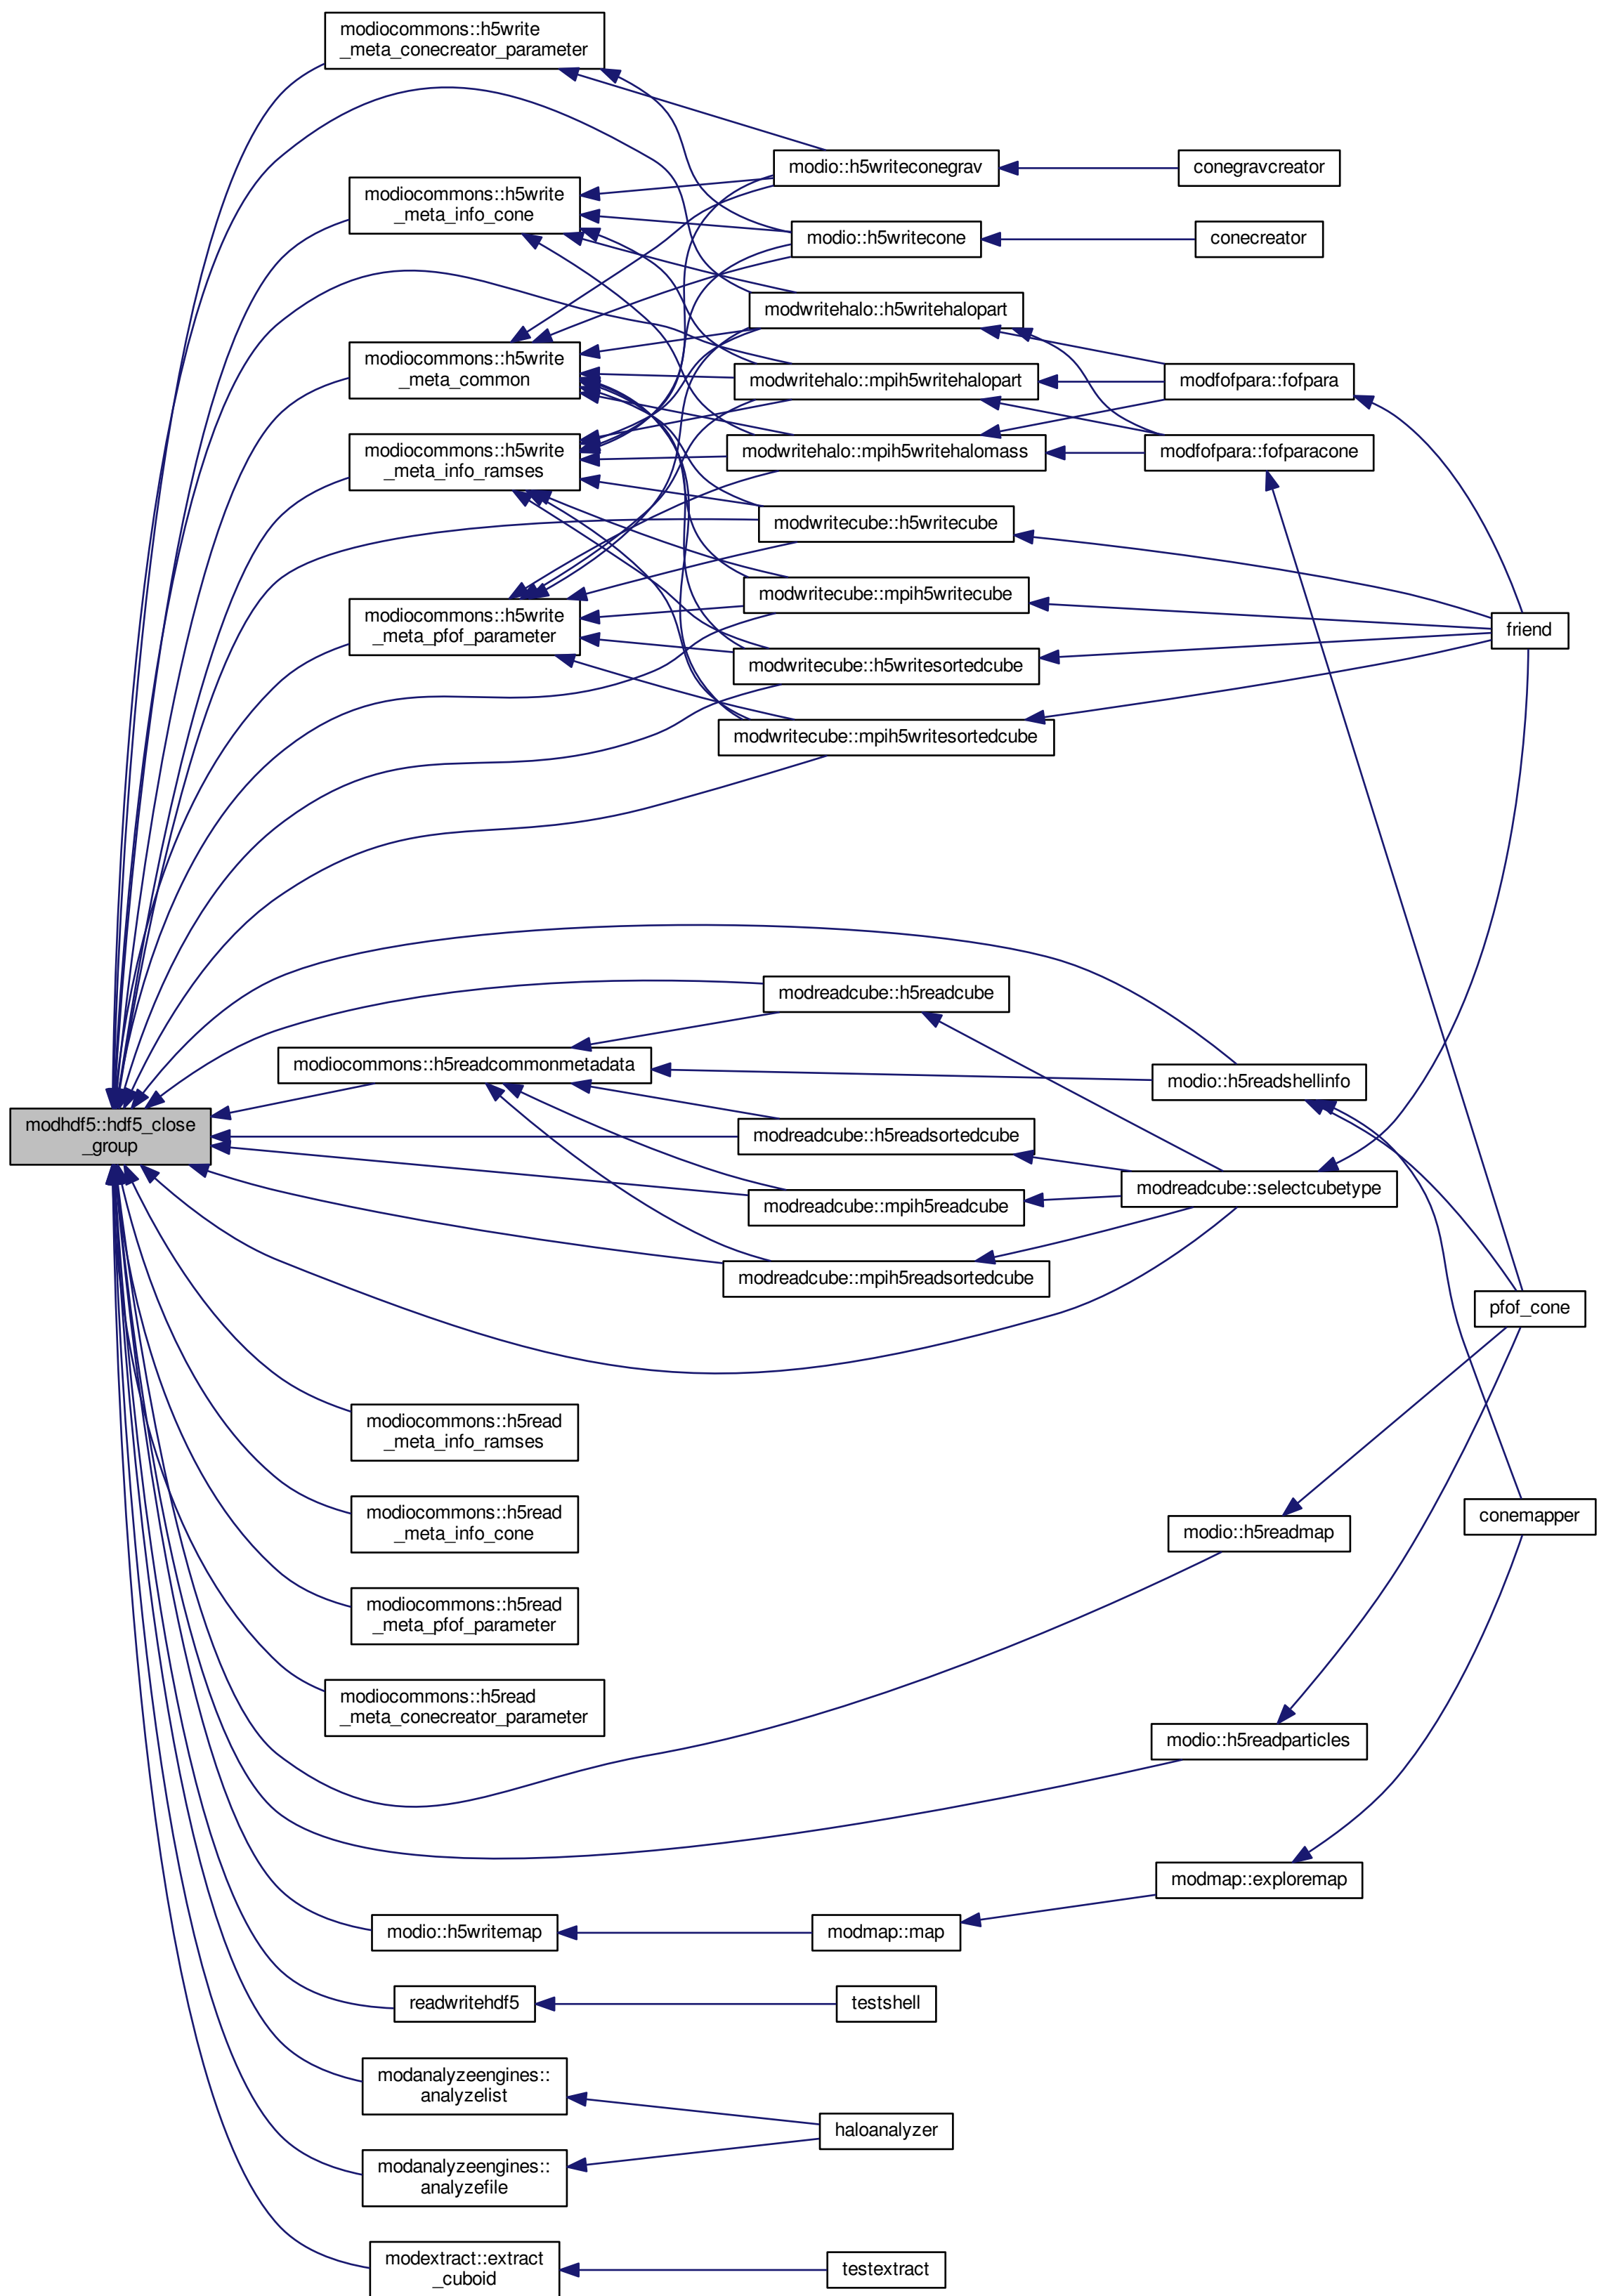 modiocommons::h5write
_meta_conecreator_parameter
modio::h5writeconegrav
conegravcreator
modiocommons::h5write
_meta_info_cone
modio::h5writecone
conecreator
modwritehalo::h5writehalopart
modiocommons::h5write
_meta_common
modwritehalo::mpih5writehalopart
modfofpara::fofpara
modiocommons::h5write
_meta_info_ramses
modwritehalo::mpih5writehalomass
modfofpara::fofparacone
modwritecube::h5writecube
modwritecube::mpih5writecube
modiocommons::h5write
_meta_pfof_parameter
friend
modwritecube::h5writesortedcube
modwritecube::mpih5writesortedcube
modreadcube::h5readcube
modiocommons::h5readcommonmetadata
modio::h5readshellinfo
modhdf5::hdf5_close
_group
modreadcube::h5readsortedcube
modreadcube::selectcubetype
modreadcube::mpih5readcube
modreadcube::mpih5readsortedcube
pfof_cone
modiocommons::h5read
_meta_info_ramses
modiocommons::h5read
_meta_info_cone
modio::h5readmap
conemapper
modiocommons::h5read
_meta_pfof_parameter
modiocommons::h5read
_meta_conecreator_parameter
modio::h5readparticles
modmap::exploremap
modio::h5writemap
modmap::map
readwritehdf5
testshell
modanalyzeengines::
analyzelist
haloanalyzer
modanalyzeengines::
analyzefile
modextract::extract
_cuboid
testextract